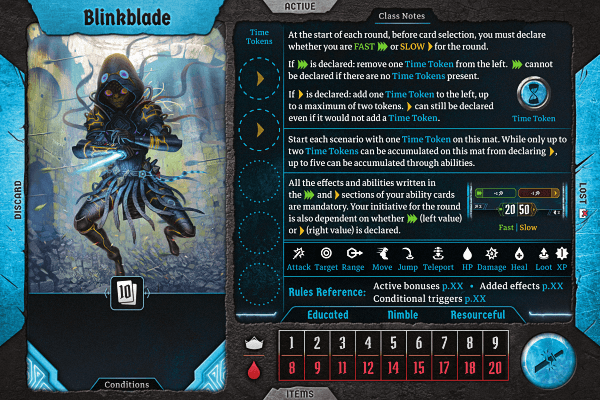 ACTIVE
Blinkblade
Class Notes
Time
Tokens
At the start of each round, before card selection, you must declare
whether you are FAST or SLOW for the round.
If is declared: remove one Time Token from the left. cannot
be declared if there are no Time Tokens present.
If is declared: add one Time Token to the left, up
to a maximum of two tokens. can still be declared
even if it would not add a Time Token.
Time Token
Start each scenario with one Time Token on this mat. While only up to
two Time Tokens can be accumulated on this mat from declaring ,
up to five can be accumulated through abilities.
All the effects and abilities written in
the and sections of your ability cards
are mandatory. Your initiative for the round
is also dependent on whether (left value)
or (right value) is declared.
20 50
Fast | Slow
DISCARD
LOST
10
Attack Target Range Move Jump Teleport HP Damage Heal Loot XP
Rules Reference: Active bonuses p.XX • Added effects p.XX
Conditional triggers p.XX
Educated Nimble Resourceful
1 2 3 4 5 6 7 8 9
8 9 11 12 14 15 17 18 20
Conditions
ITEMS